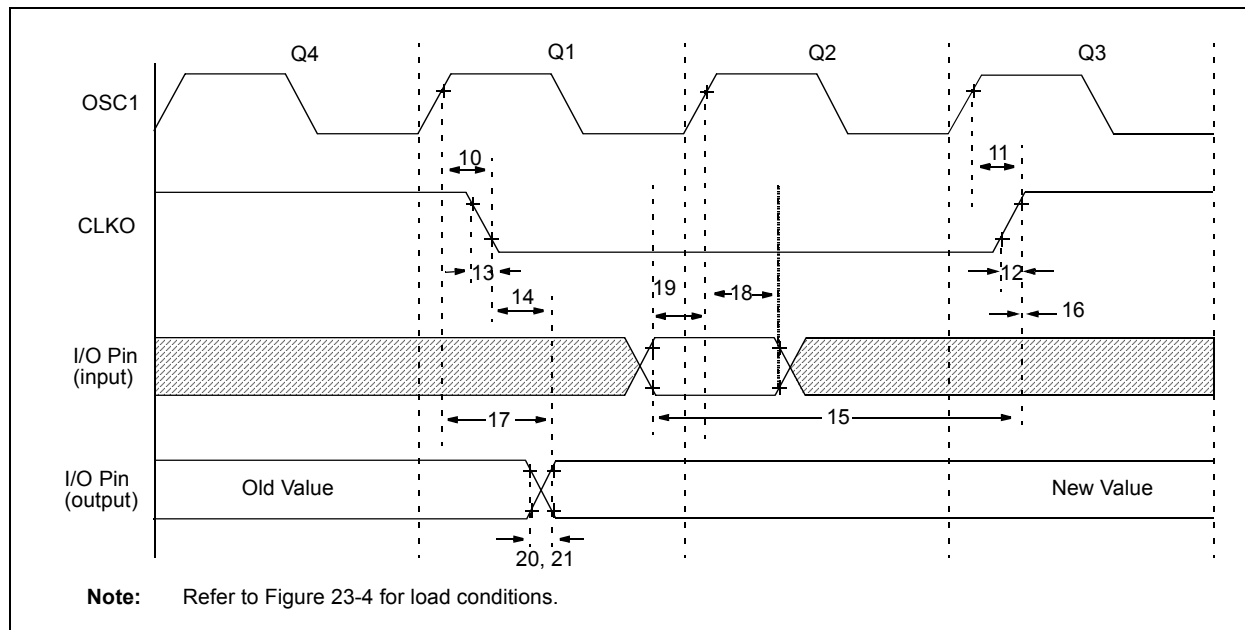 Q4 Q1 Q2 Q3
OSC1
10 11
CLKO
13 12
14 19 18 16
I/O Pin
(input)
17 15
I/O Pin
(output)
Old Value New Value
20, 21
Note: Refer to Figure 23-4 for load conditions.